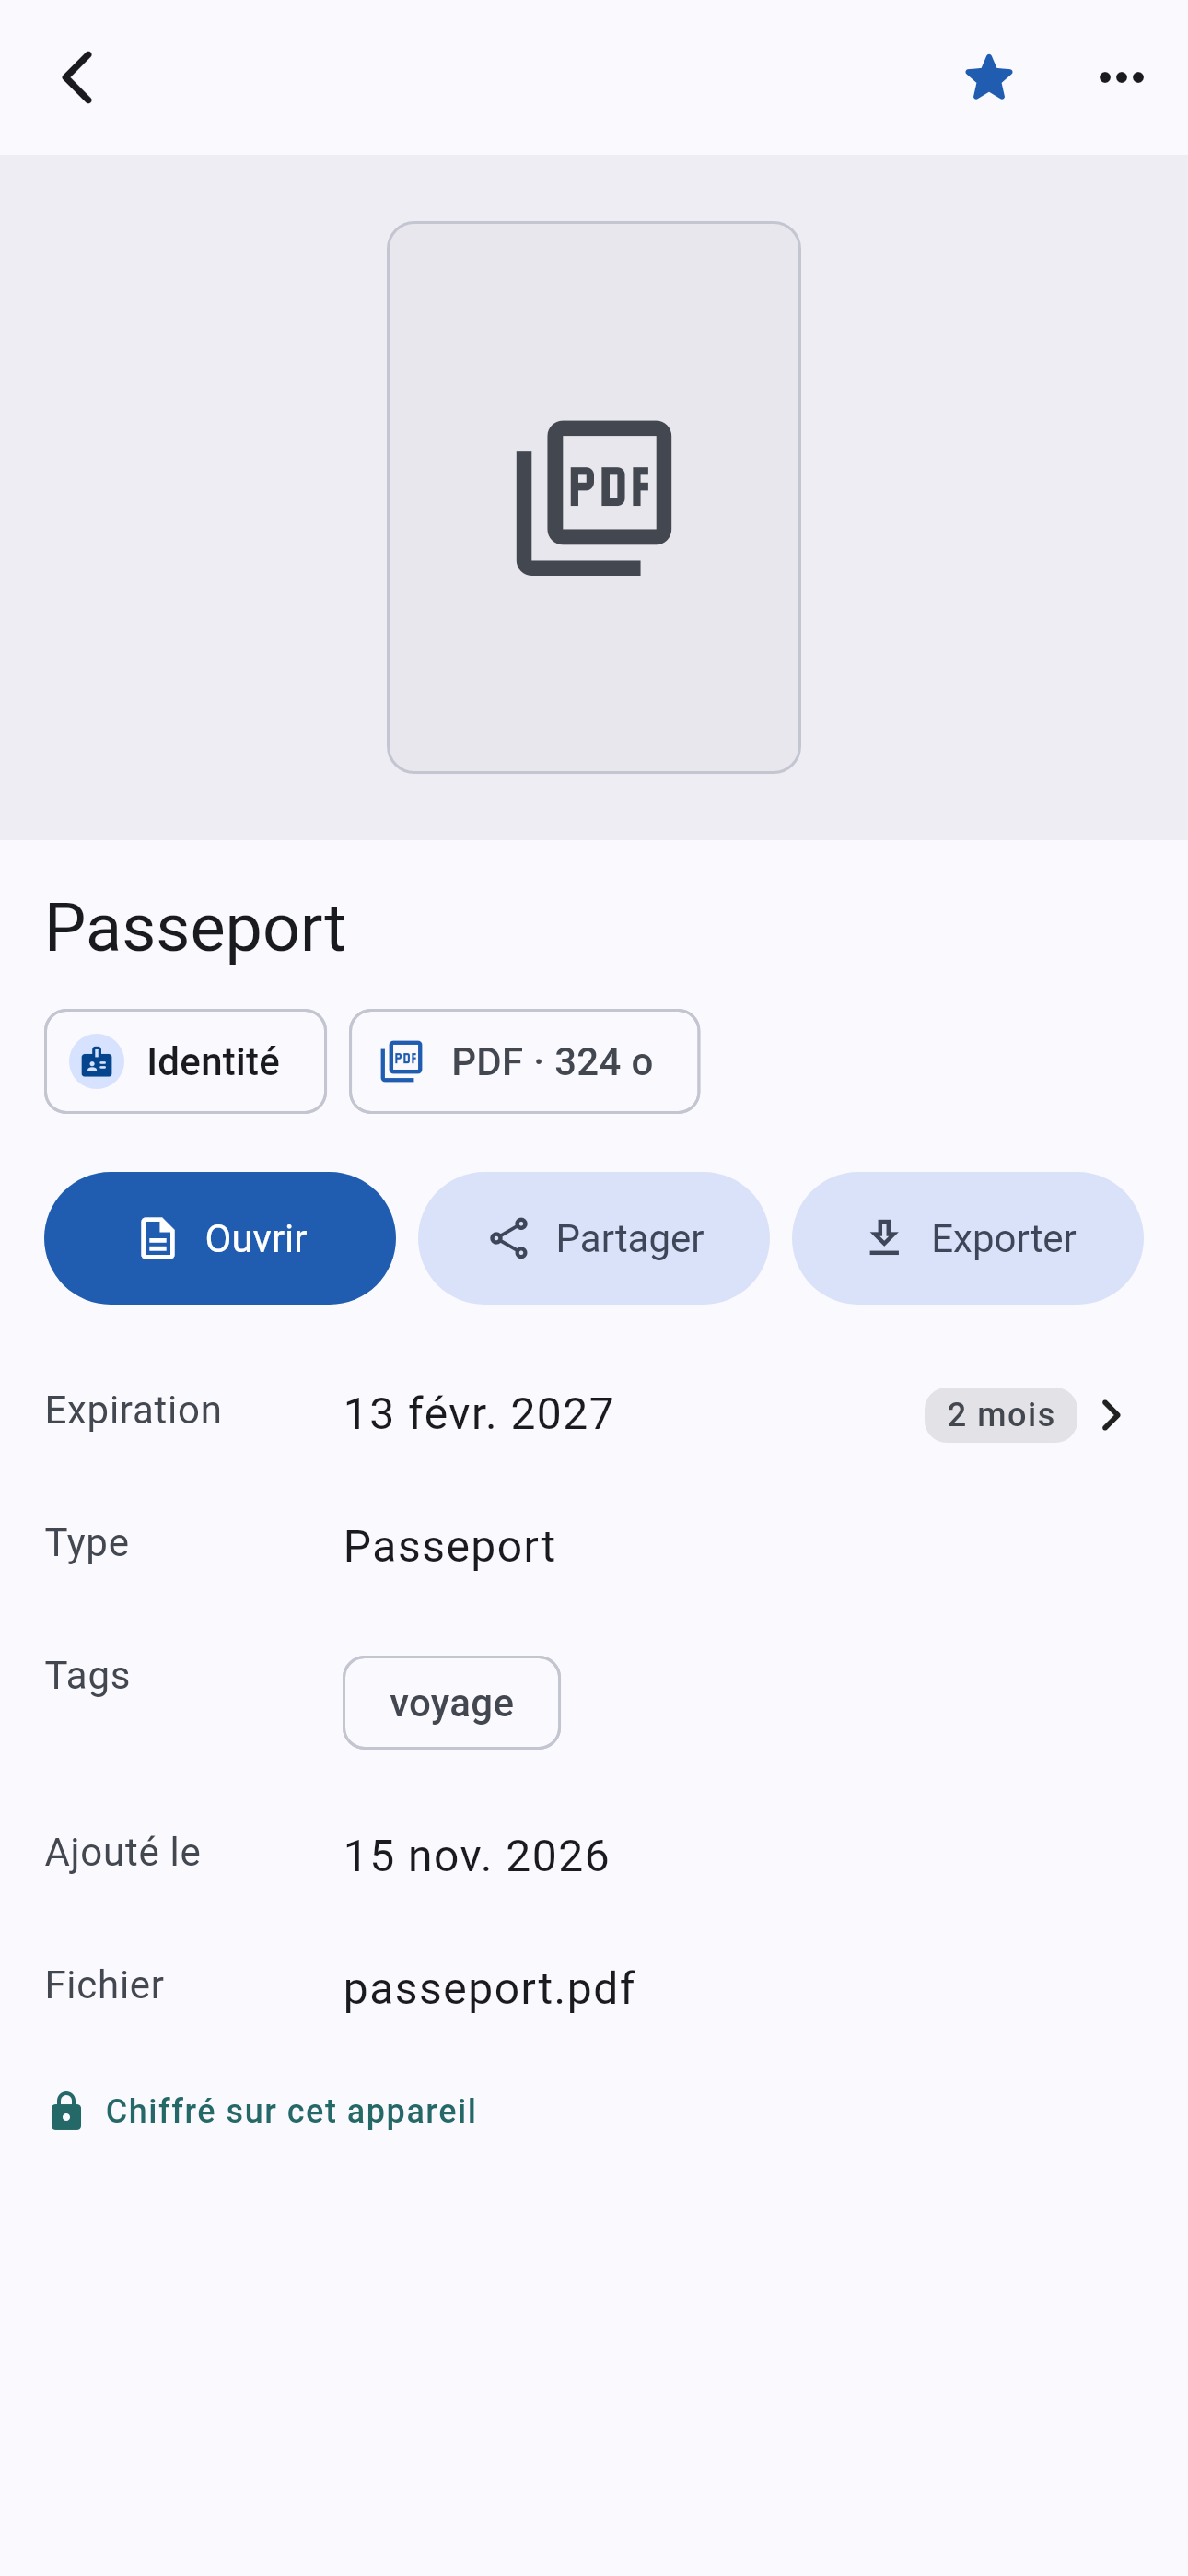 PDF
Passeport
Identité
PDF
PDF · 324 o
Ouvrir
Partager
Exporter
Expiration
13 févr. 2027
2 mois
Type
Passeport
Tags
voyage
Ajouté le
15 nov. 2026
Fichier
passeport.pdf
Chiffré sur cet appareil